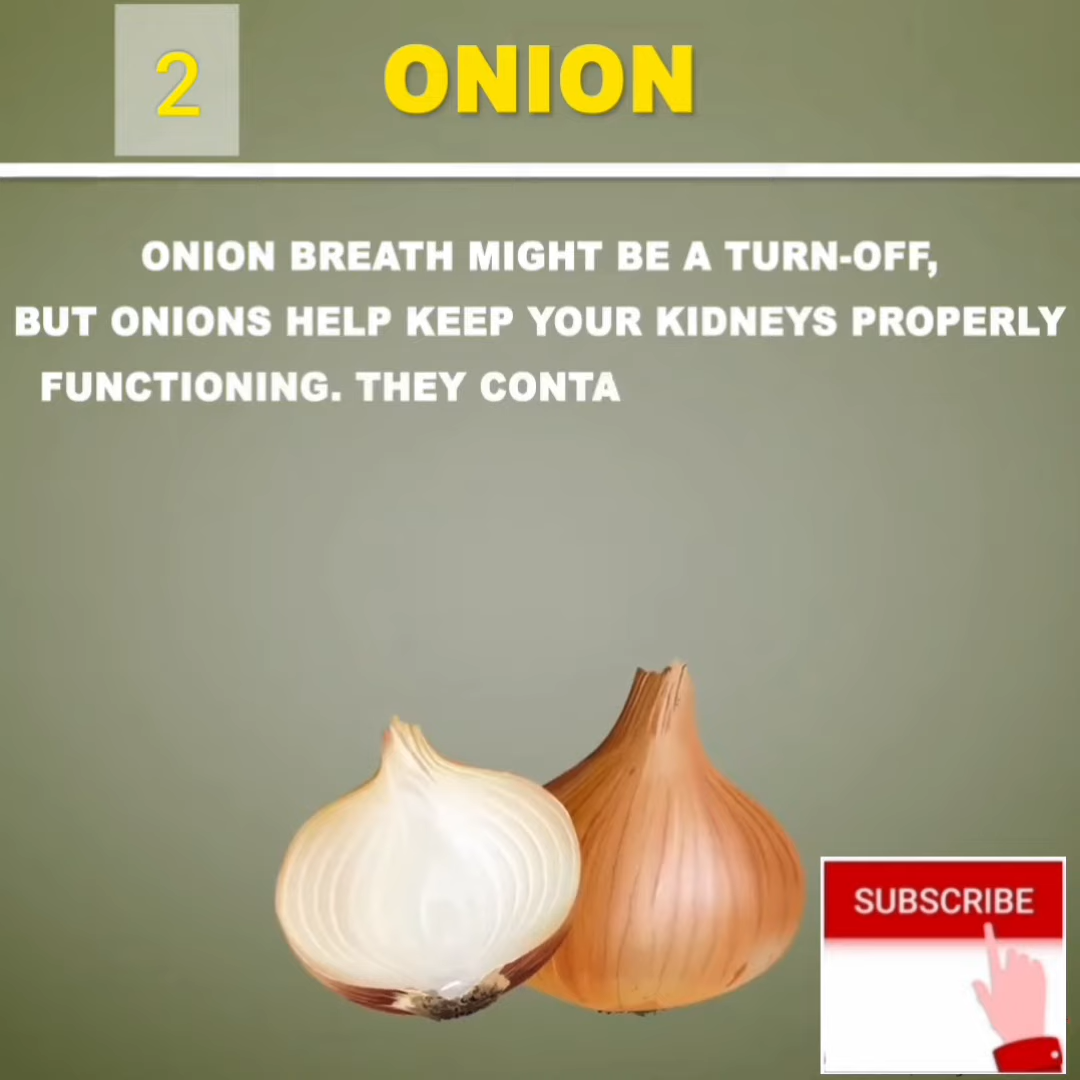 2
ONION
ONION BREATH MIGHT BE A TURN-OFF,
BUT ONIONS HELP KEEP YOUR KIDNEYS PROPERLY
FUNCTIONING. THEY CONTA
SUBSCRIBE